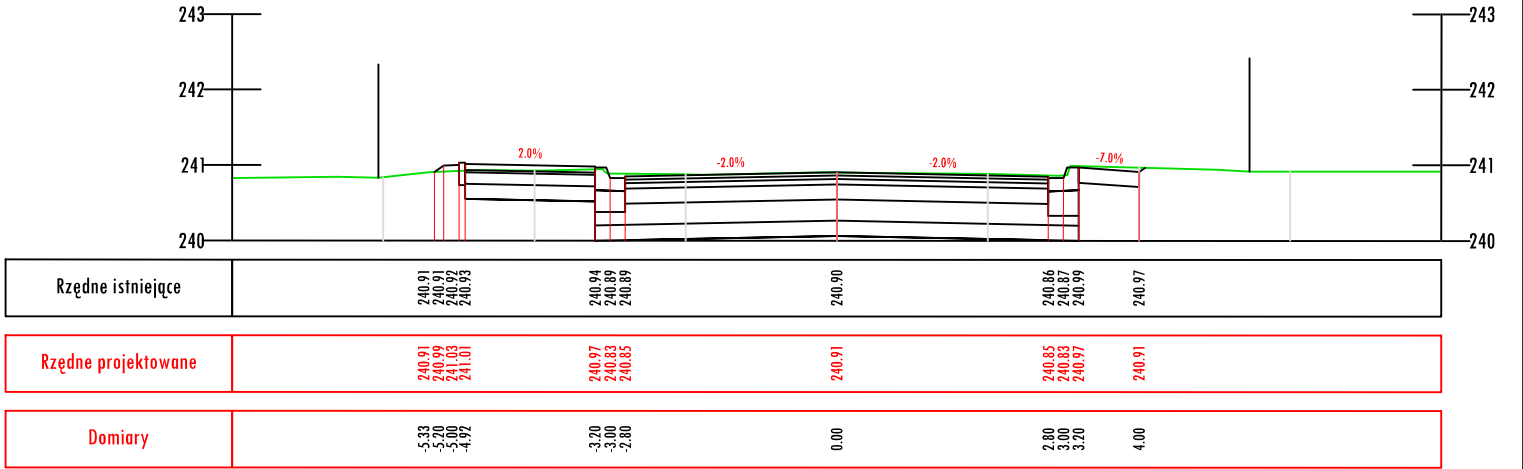 243 243
242 242
241 241
240 240
2.0% -2.0% -2.0% -7.0%
Rzędne istniejące 240.91 240.91 240.92 240.93 240.94 240.89 240.89 240.90 240.86 240.87 240.99 240.97
Rzędne projektowane 240.91 240.99 241.03 241.01 240.97 240.83 240.85 240.91 240.85 240.83 240.97 240.91
Domiary -5.33 -5.20 -5.00 -4.92 -3.20 -3.00 -2.80 0.00 2.80 3.00 3.20 4.00